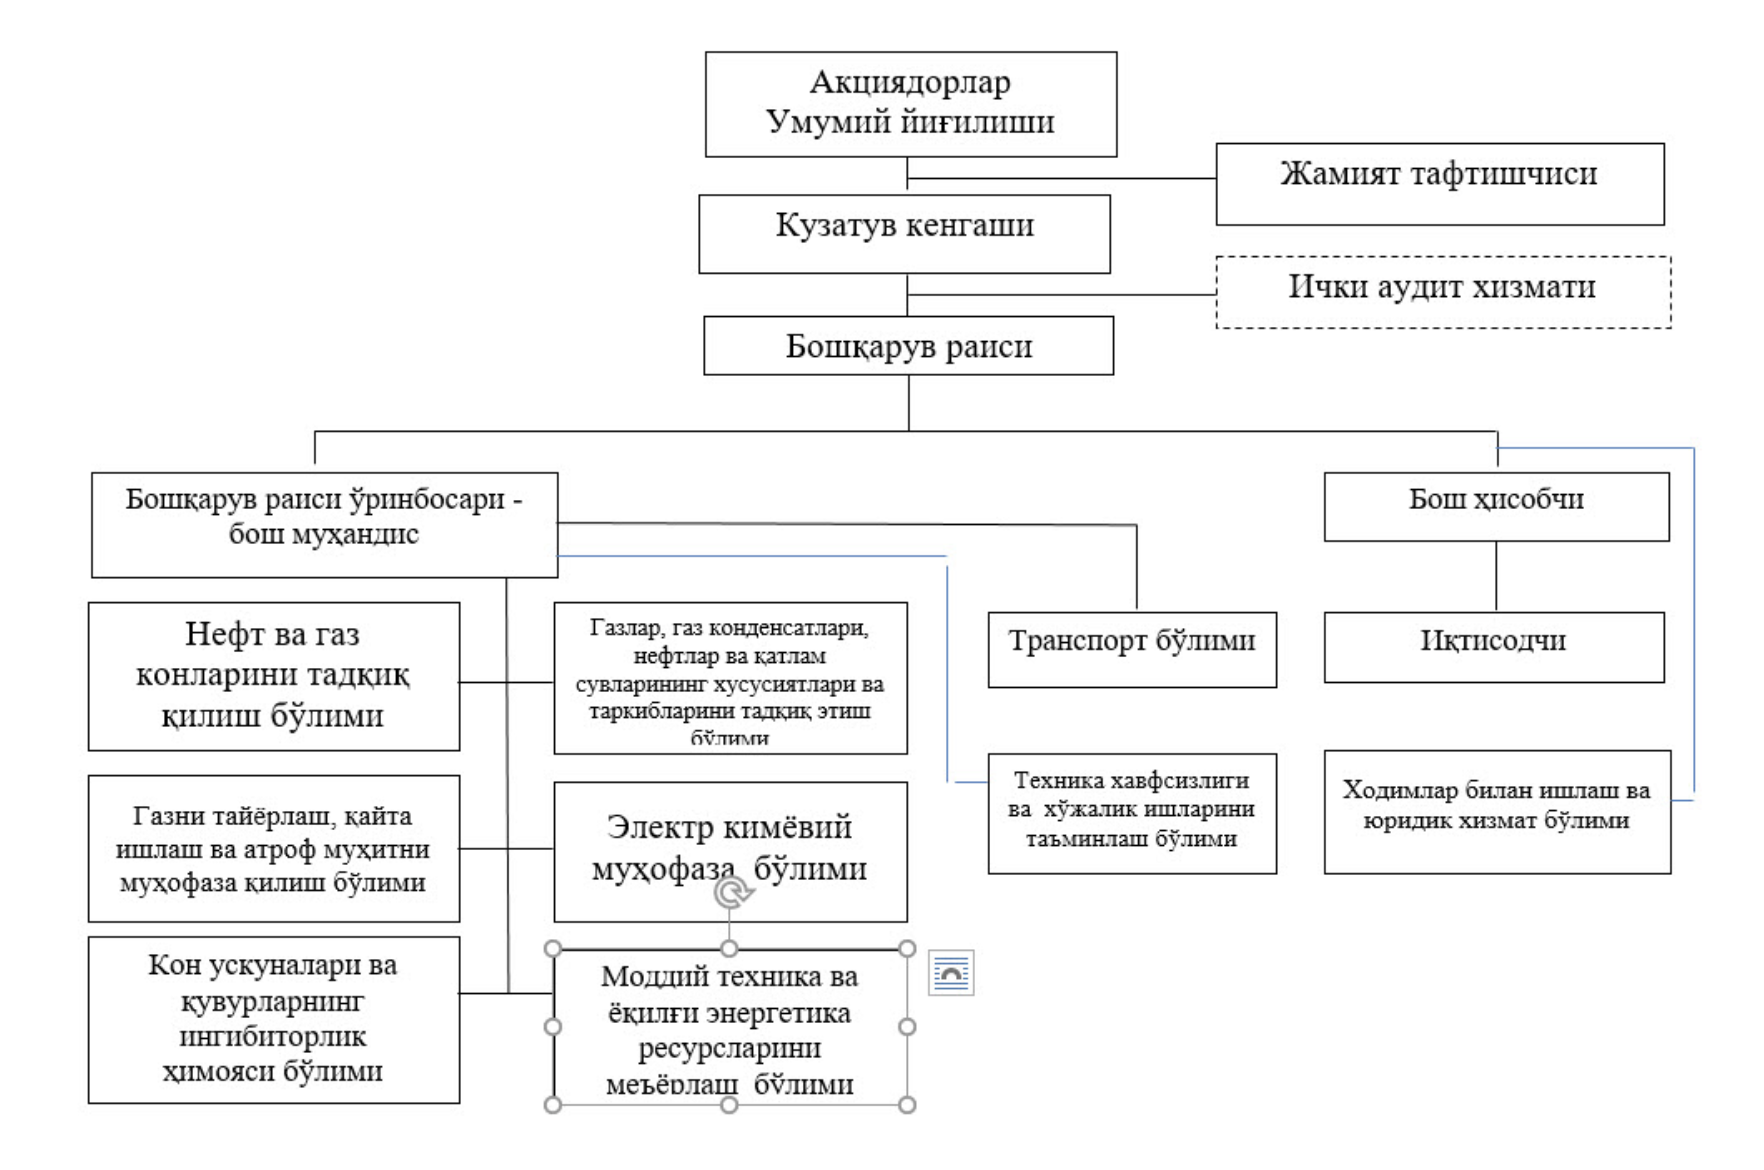 Акциядорлар
Умумий йиғилиши
Жамият тафтишчиси
Кузатув кенгаши
Ички аудит хизмати
Бошқарув раиси
Бошқарув раиси ўринбосари -
бош муҳандис
Бош ҳисобчи
Нефт ва газ
конларини тадқиқ
қилиш бўлими
Газлар, газ конденсатлари,
нефтлар ва қатлам
сувларининг хусусиятлари ва
таркибларини тадқиқ этиш
бўлими
Транспорт бўлими
Иқтисодчи
Газни тайёрлаш, қайта
ишлаш ва атроф муҳитни
муҳофаза қилиш бўлими
Электр кимёвий
муҳофаза бўлими
Техника хавфсизлиги
ва хўжалик ишларини
таъминлаш бўлими
Ходимлар билан ишлаш ва
юридик хизмат бўлими
Кон ускуналари ва
қувурларнинг
ингибиторлик
ҳимояси бўлими
Моддий техника ва
ёқилғи энергетика
ресурсларини
меъёрлаш бўлими